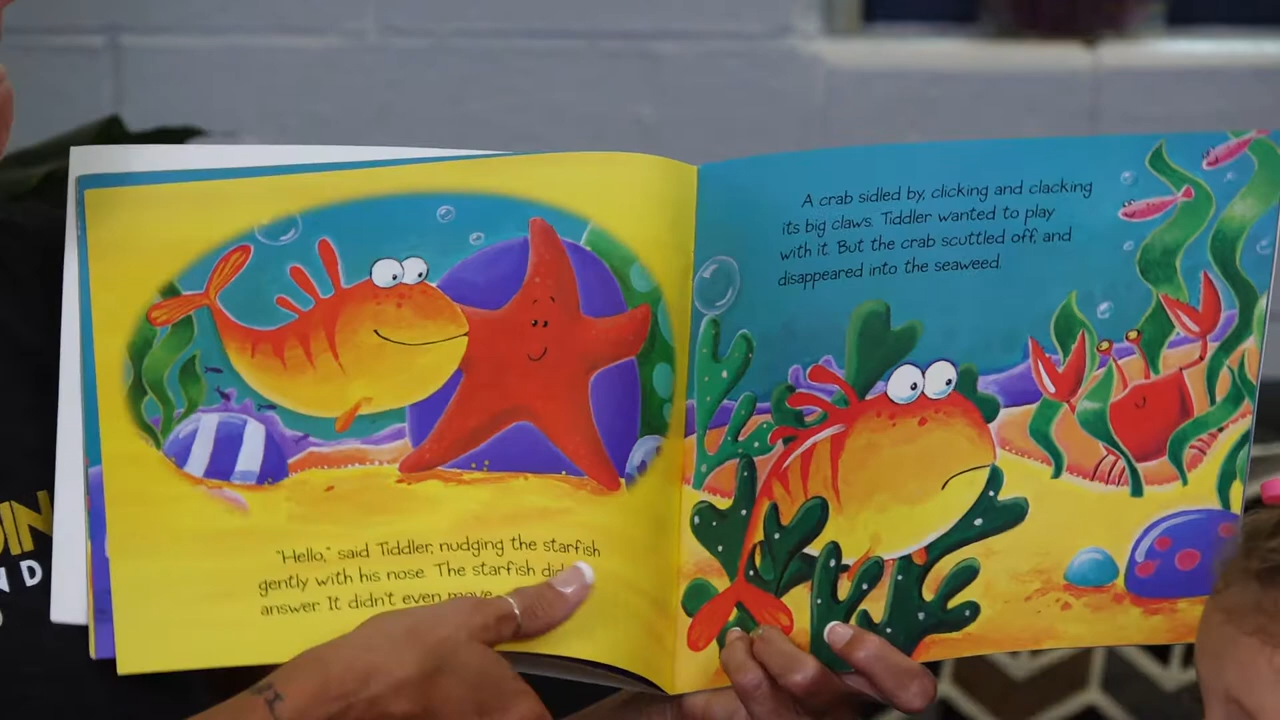 "Hello," said Tiddler, nudging the starfish
gently with his nose. The starfish did
answer. It didn't even move
A crab sidled by, clicking and clacking
its big claws. Tiddler wanted to play
with it. But the crab scuttled off, and
disappeared into the seaweed.